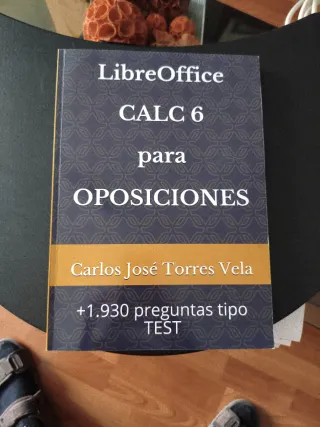 LibreOffice
CALC 6
para
OPOSICIONES
Carlos José Torres Vela
+1.930 preguntas tipo
TEST